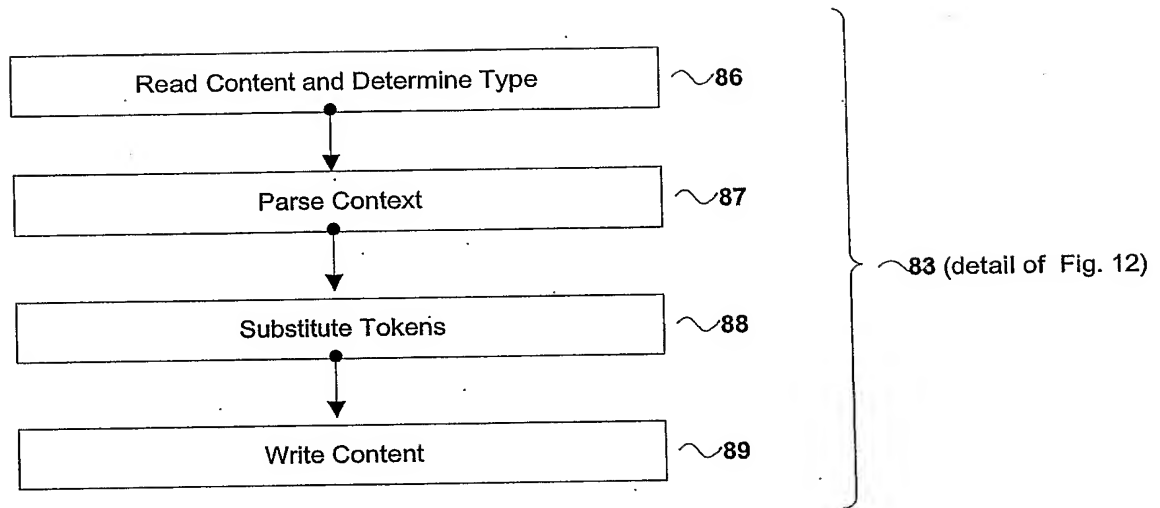 Read Content and Determine Type 86
Parse Context 87
83 (detail of Fig. 12)
Substitute Tokens 88
Write Content 89